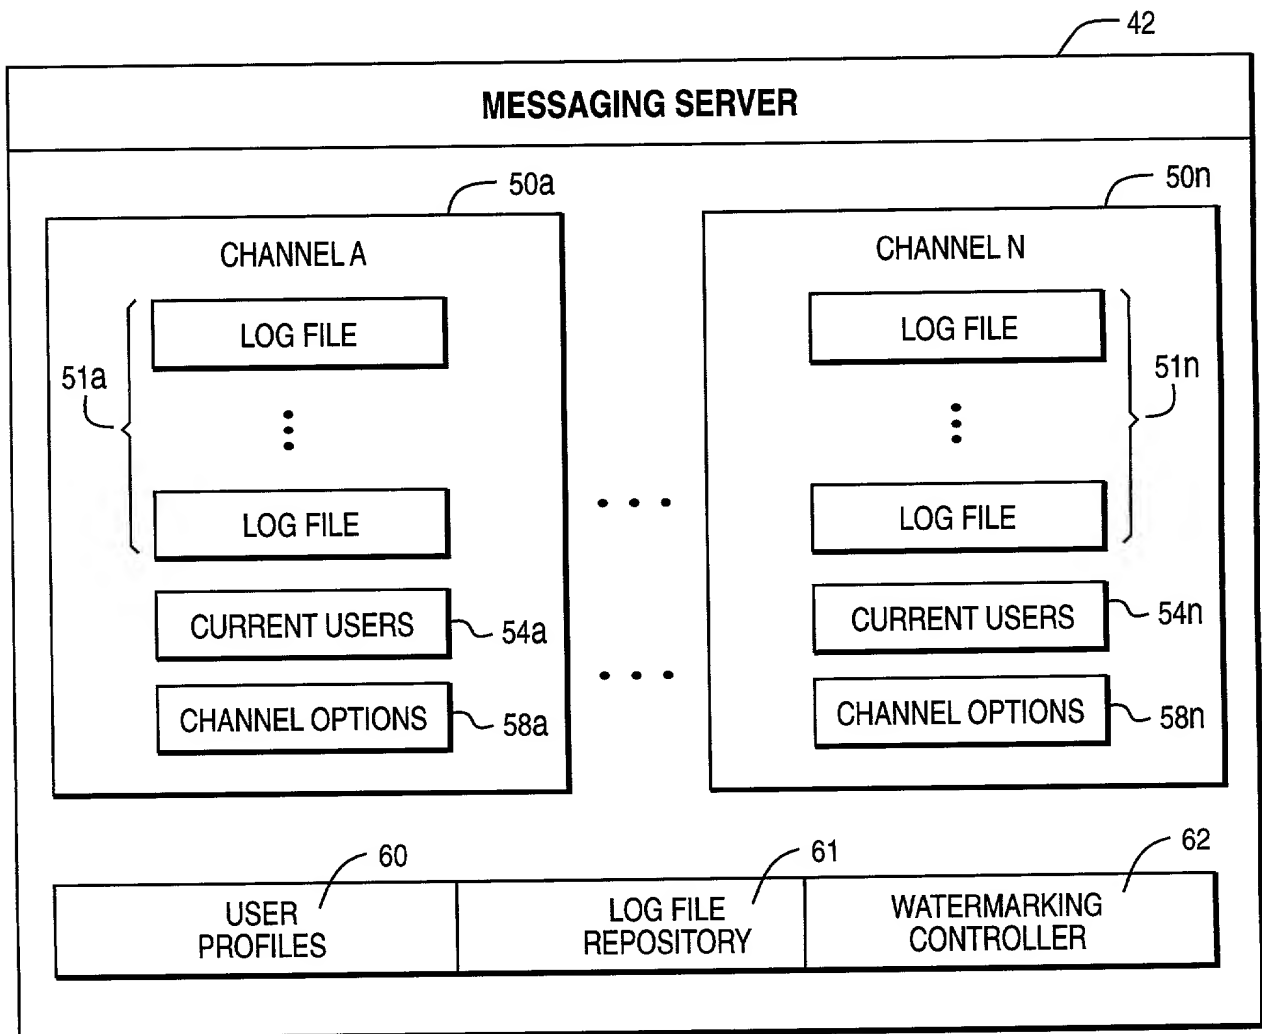 42
MESSAGING SERVER
50a
50n
CHANNEL A
CHANNEL N
LOG FILE
LOG FILE
51a
51n
LOG FILE
LOG FILE
CURRENT USERS
54a
CURRENT USERS
54n
CHANNEL OPTIONS
58a
CHANNEL OPTIONS
58n
60
61
62
USER
PROFILES
LOG FILE
REPOSITORY
WATERMARKING
CONTROLLER